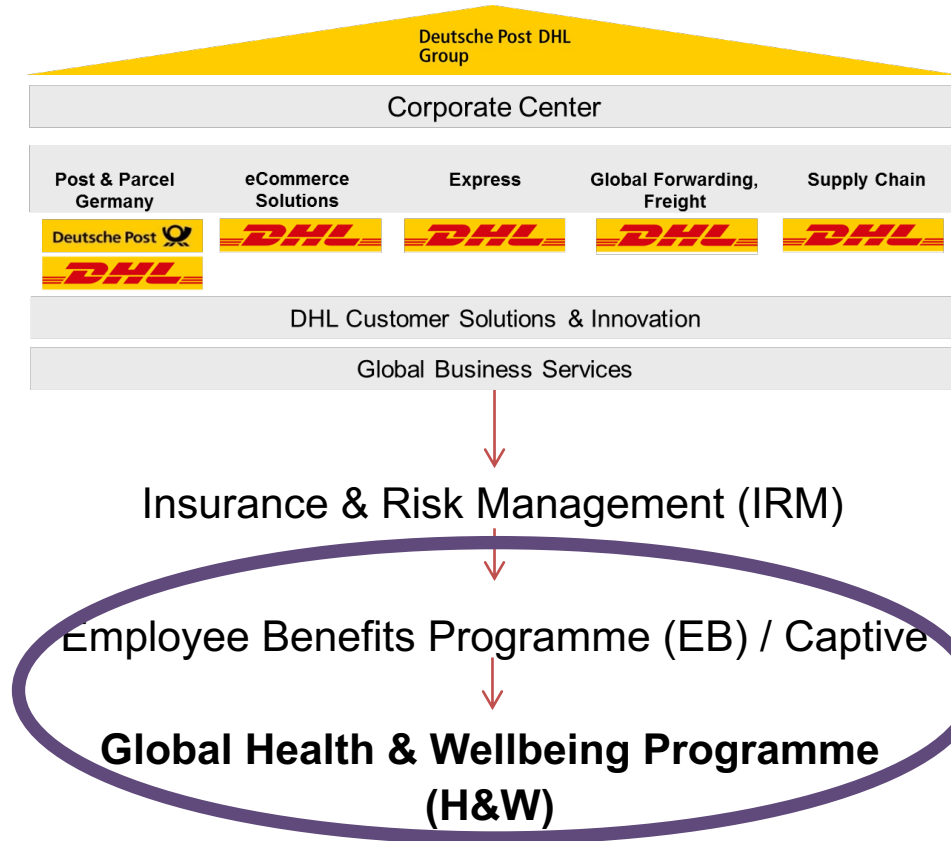 Deutsche Post DHL
Group
Corporate Center
Post & Parcel
Germany
eCommerce
Solutions
Express
Global Forwarding,
Freight
Supply Chain
Deutsche Post
DHL
DHL
DHL
DHL
DHL
DHL Customer Solutions & Innovation
Global Business Services
Insurance & Risk Management (IRM)
Employee Benefits Programme (EB) / Captive
Global Health & Wellbeing Programme
(H&W)